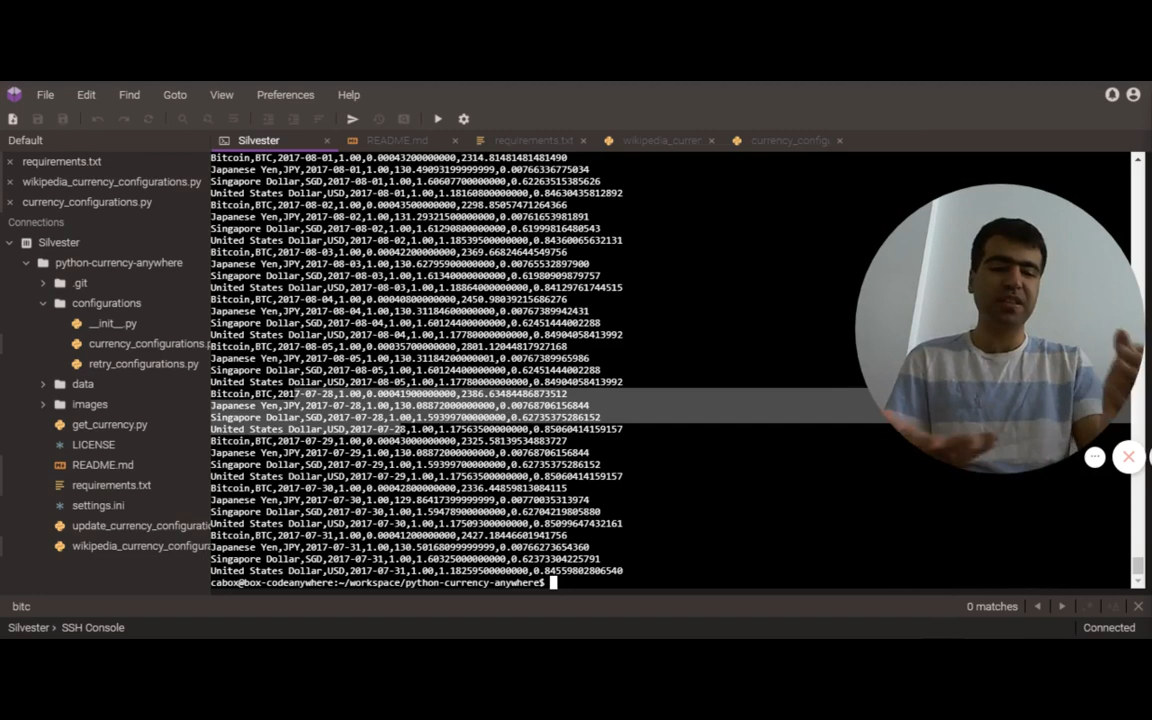 File Edit Find Goto View Preferences Help
Default
Silvester × README.md × requirements.txt × wikipedia_curren × currency_config ×
× requirements.txt
× wikipedia_currency_configurations.py
× currency_configurations.py
Connections
Silvester
python-currency-anywhere
.git
configurations
__init__.py
currency_configurations.p
retry_configurations.py
data
images
get_currency.py
LICENSE
README.md
requirements.txt
settings.ini
update_currency_configuratio
wikipedia_currency_configura
Bitcoin,BTC,2017-08-01,1.00,0.00043200000000,2314.81481481481490
Japanese Yen,JPY,2017-08-01,1.00,130.49093199999999,0.00766336775034
Singapore Dollar,SGD,2017-08-01,1.00,1.60607700000000,0.62263515385626
United States Dollar,USD,2017-08-01,1.00,1.18160800000000,0.84630435812892
Bitcoin,BTC,2017-08-02,1.00,0.00043500000000,2298.85057471264366
Japanese Yen,JPY,2017-08-02,1.00,131.29321500000000,0.00761653981891
Singapore Dollar,SGD,2017-08-02,1.00,1.61290800000000,0.61999816480543
United States Dollar,USD,2017-08-02,1.00,1.18539500000000,0.84360065632131
Bitcoin,BTC,2017-08-03,1.00,0.00042200000000,2369.66824644549756
Japanese Yen,JPY,2017-08-03,1.00,130.62795900000000,0.00765532897900
Singapore Dollar,SGD,2017-08-03,1.00,1.61340000000000,0.61980909879757
United States Dollar,USD,2017-08-03,1.00,1.18864000000000,0.84129761744515
Bitcoin,BTC,2017-08-04,1.00,0.00040800000000,2450.98039215686276
Japanese Yen,JPY,2017-08-04,1.00,130.31184600000000,0.00767389942431
Singapore Dollar,SGD,2017-08-04,1.00,1.60124400000000,0.62451444002288
United States Dollar,USD,2017-08-04,1.00,1.17780000000000,0.84904058413992
Bitcoin,BTC,2017-08-05,1.00,0.00035700000000,2801.12044817927168
Japanese Yen,JPY,2017-08-05,1.00,130.31184200000001,0.00767389965986
Singapore Dollar,SGD,2017-08-05,1.00,1.60124400000000,0.62451444002288
United States Dollar,USD,2017-08-05,1.00,1.17780000000000,0.84904058413992
Bitcoin,BTC,2017-07-28,1.00,0.00041900000000,2386.63484486873512
Japanese Yen,JPY,2017-07-28,1.00,130.08872000000000,0.00768706156844
Singapore Dollar,SGD,2017-07-28,1.00,1.59399700000000,0.62735375286152
United States Dollar,USD,2017-07-28,1.00,1.17563500000000,0.85060414159157
Bitcoin,BTC,2017-07-29,1.00,0.00043000000000,2325.58139534883727
Japanese Yen,JPY,2017-07-29,1.00,130.08872000000000,0.00768706156844
Singapore Dollar,SGD,2017-07-29,1.00,1.59399700000000,0.62735375286152
United States Dollar,USD,2017-07-29,1.00,1.17563500000000,0.85060414159157
Bitcoin,BTC,2017-07-30,1.00,0.00042800000000,2336.44859813084115
Japanese Yen,JPY,2017-07-30,1.00,129.86417399999999,0.00770035313974
Singapore Dollar,SGD,2017-07-30,1.00,1.59478900000000,0.62704219805880
United States Dollar,USD,2017-07-30,1.00,1.17509300000000,0.85099647432161
Bitcoin,BTC,2017-07-31,1.00,0.00041200000000,2427.18446601941756
Japanese Yen,JPY,2017-07-31,1.00,130.50168099999999,0.00766273654360
Singapore Dollar,SGD,2017-07-31,1.00,1.60325000000000,0.62373304225791
United States Dollar,USD,2017-07-31,1.00,1.18259500000000,0.84559802806540
cabox@box-codeanywhere:~/workspace/python-currency-anywhere$
bitc
0 matches
Silvester › SSH Console
Connected